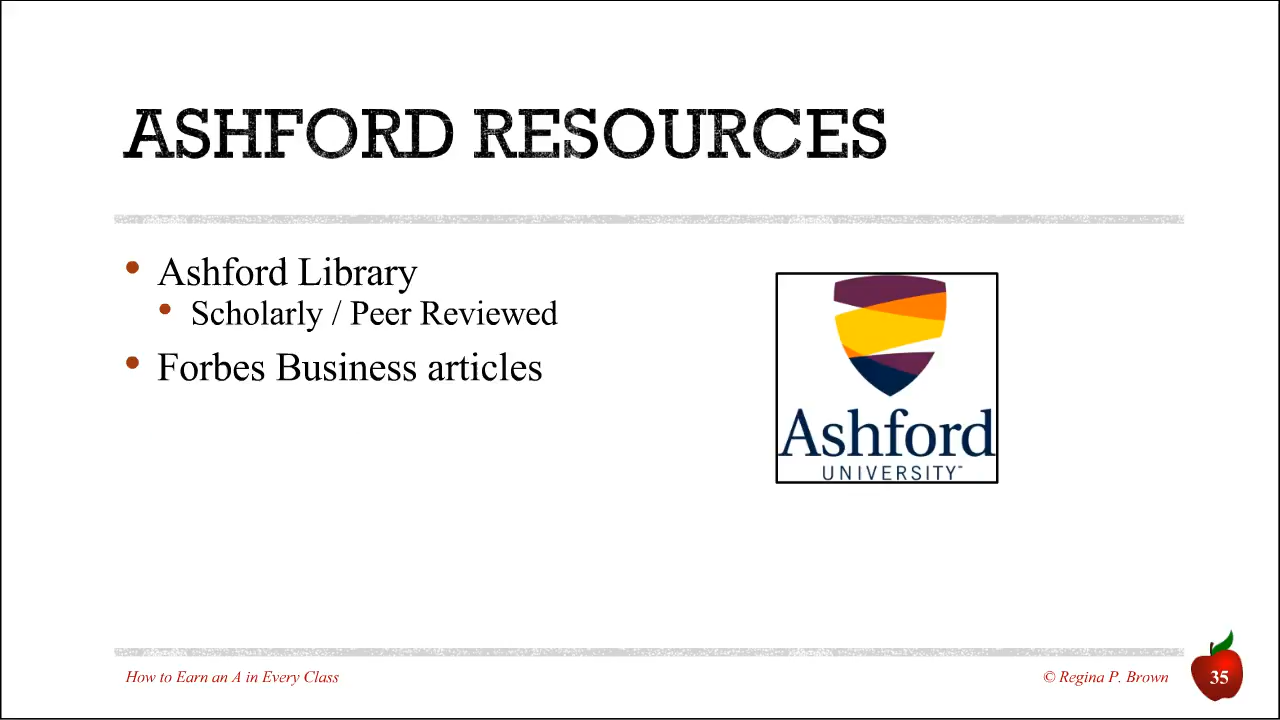 ASHFORD RESOURCES
• Ashford Library
• Scholarly / Peer Reviewed
• Forbes Business articles
Ashford
UNIVERSITY™
How to Earn an A in Every Class
© Regina P. Brown
35